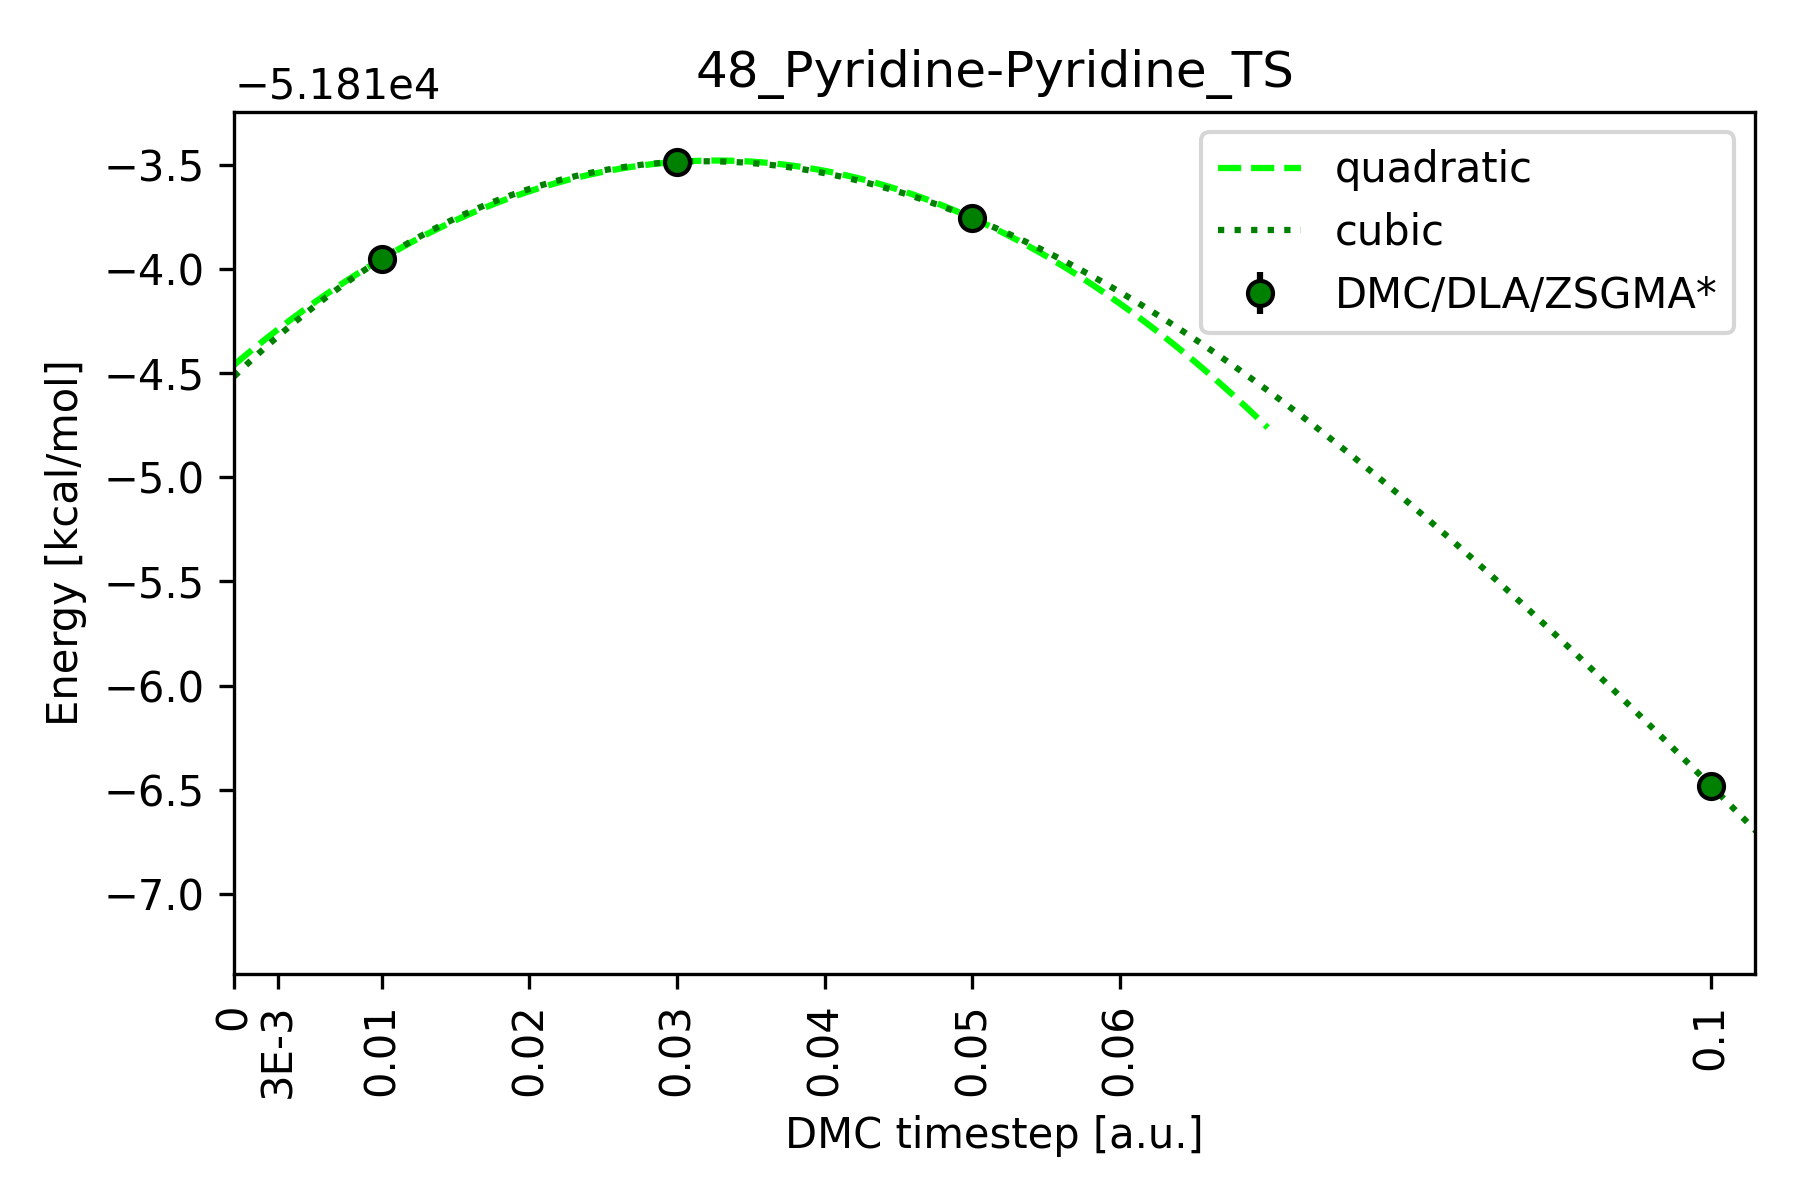 48_Pyridine-Pyridine_TS
−5.181e4
quadratic
cubic
DMC/DLA/ZSGMA*
Energy [kcal/mol]
−3.5
−4.0
−4.5
−5.0
−5.5
−6.0
−6.5
−7.0
0
3E-3
0.01
0.02
0.03
0.04
0.05
0.06
0.1
DMC timestep [a.u.]